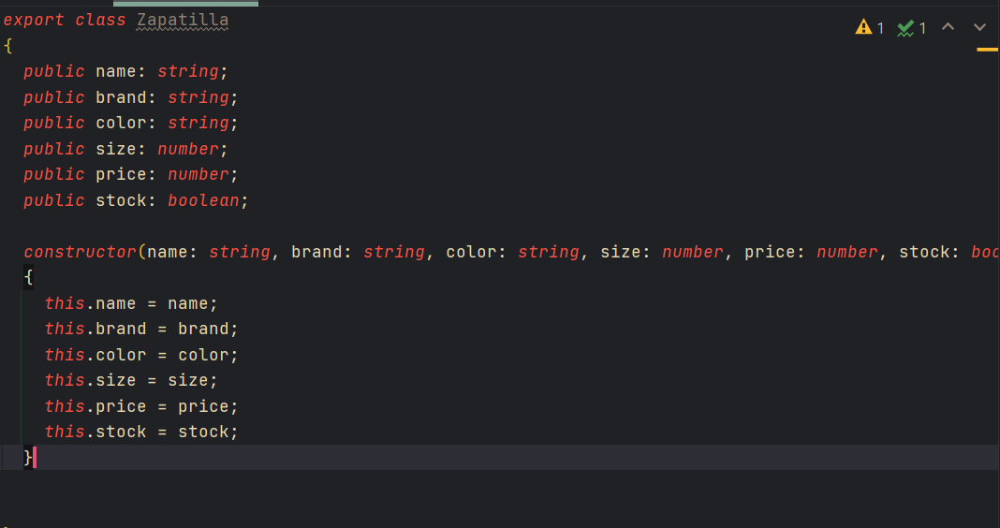 export class Zapatilla
1
1
{
public name: string;
public brand: string;
public color: string;
public size: number;
public price: number;
public stock: boolean;
constructor(name: string, brand: string, color: string, size: number, price: number, stock: boo
{
this.name = name;
this.brand = brand;
this.color = color;
this.size = size;
this.price = price;
this.stock = stock;
}